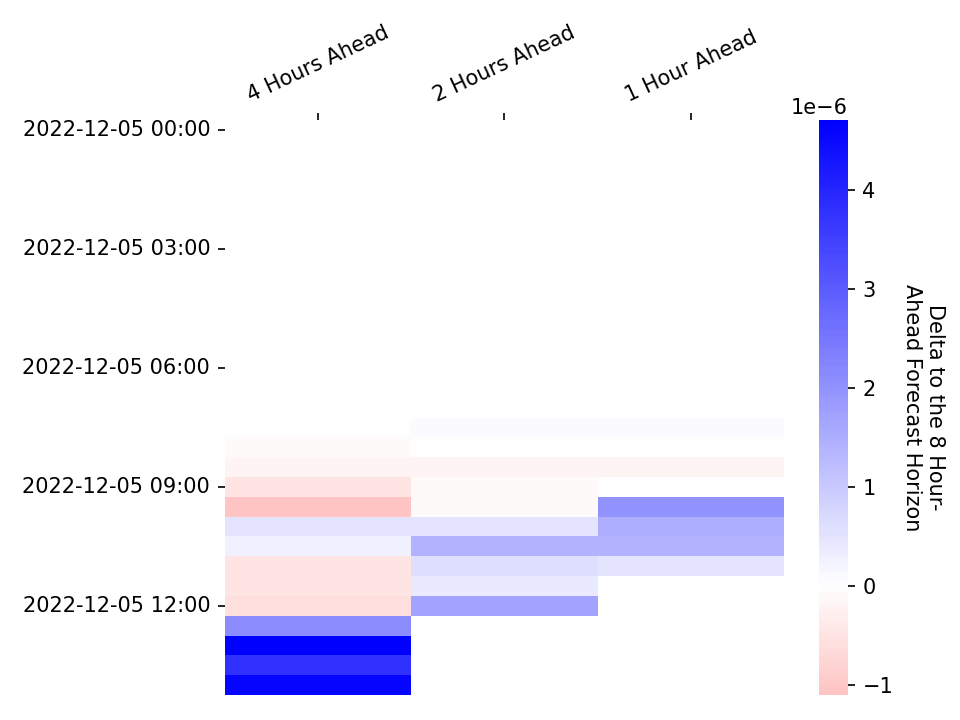 4 Hours Ahead
2 Hours Ahead
1 Hour Ahead
1e−6
2022-12-05 00:00
2022-12-05 03:00
2022-12-05 06:00
2022-12-05 09:00
2022-12-05 12:00
4
3
2
1
0
−1
Delta to the 8 Hour-
Ahead Forecast Horizon